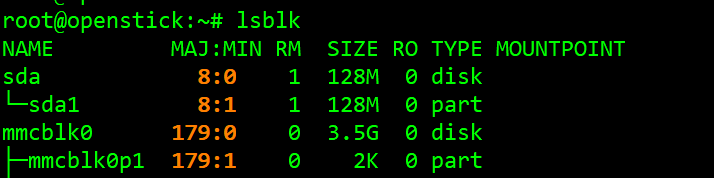 root@openstick:~# lsblk
NAME         MAJ:MIN RM   SIZE RO TYPE MOUNTPOINT
sda            8:0    1   128M  0 disk
└─sda1         8:1    1   128M  0 part
mmcblk0      179:0    0   3.5G  0 disk
├─mmcblk0p1  179:1    0     2K  0 part